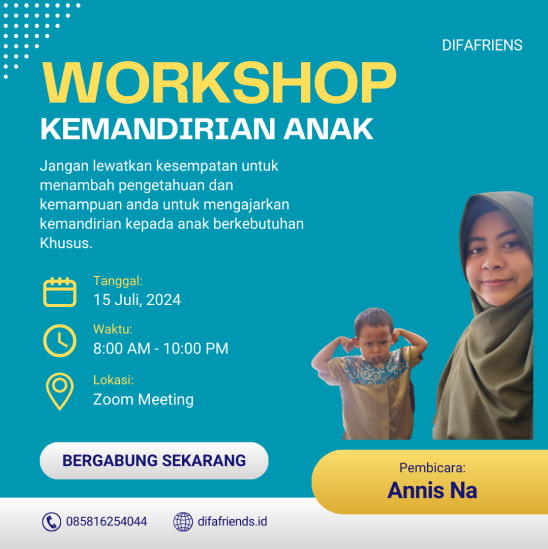 DIFAFRIENS
WORKSHOP
KEMANDIRIAN ANAK
Jangan lewatkan kesempatan untuk
menambah pengetahuan dan
kemampuan anda untuk mengajarkan
kemandirian kepada anak berkebutuhan
Khusus.
Tanggal:
15 Juli, 2024
Waktu:
8:00 AM - 10:00 PM
Lokasi:
Zoom Meeting
BERGABUNG SEKARANG
Pembicara:
Annis Na
085816254044
difafriends.id